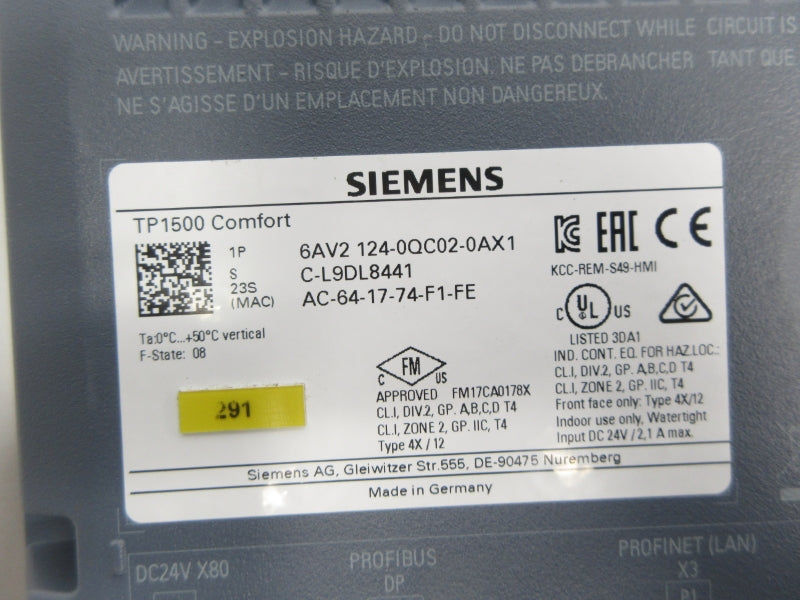 WARNING - EXPLOSION HAZARD - DO NOT DISCONNECT WHILE CIRCUIT IS
AVERTISSEMENT - RISQUE D'EXPLOSION. NE PAS DEBRANCHER TANT QUE
NE S'AGISSE D'UN EMPLACEMENT NON DANGEREUX.
SIEMENS
TP1500 Comfort
1P 6AV2 124-0QC02-0AX1
S C-L9DL8441
23S (MAC) AC-64-17-74-F1-FE
EAC CE
KCC-REM-S49-HMI
Ta:0°C...+50°C vertical
F-State: 08
C UL US
LISTED 3DA1
IND. CONT. EQ. FOR HAZ.LOC.:
CL.I, DIV.2, GP. A,B,C,D T4
CL.I, ZONE 2, GP. IIC, T4
Front face only: Type 4X/12
Indoor use only, Watertight
Input DC 24V / 2,1 A max.
C FM US
APPROVED FM17CA0178X
CL.I, DIV.2, GP. A,B,C,D T4
CL.I, ZONE 2, GP. IIC, T4
Type 4X / 12
291
Siemens AG, Gleiwitzer Str.555, DE-90475 Nuremberg
Made in Germany
DC24V X80
PROFIBUS
DP
PROFINET (LAN)
X3
P1